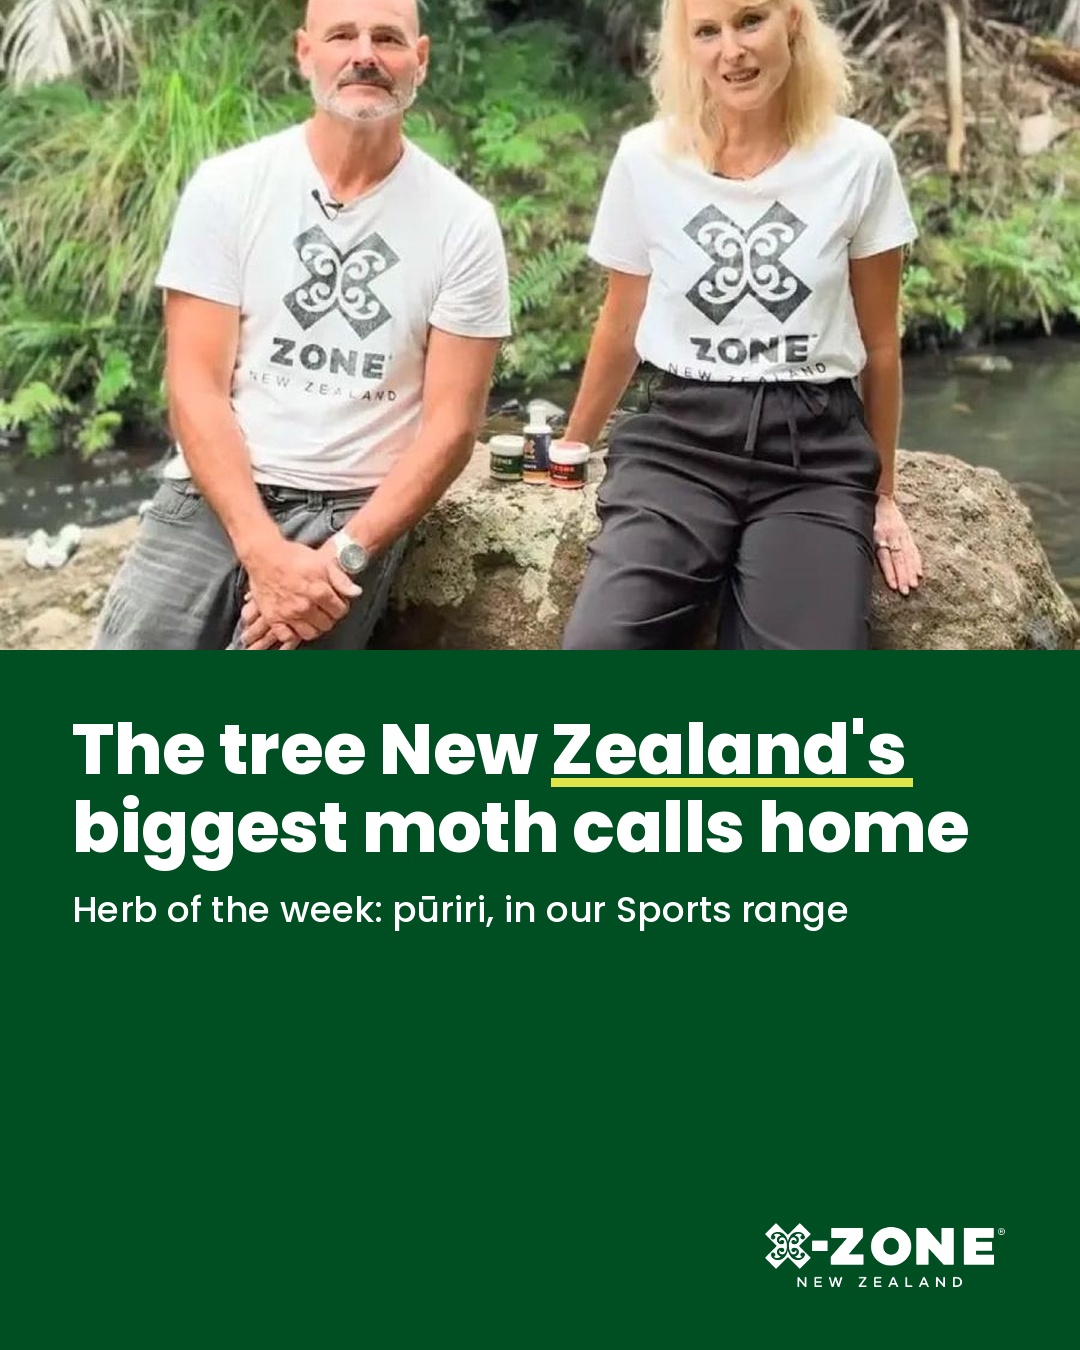 ZONE
NEW ZEALAND
ZONE
NEW ZEALAND
The tree New Zealand's
biggest moth calls home
Herb of the week: pūriri, in our Sports range
X-ZONE®
NEW ZEALAND